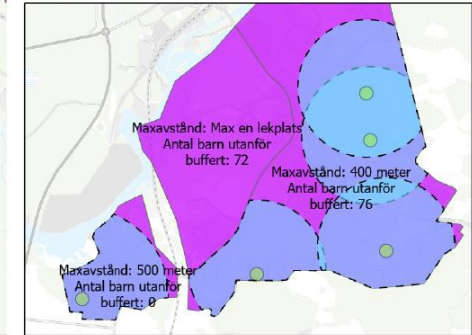 Maxavstånd: Max en lekplats
Antal barn utanför
buffert: 72
Maxavstånd: 400 meter
Antal barn utanför
buffert: 76
Maxavstånd: 500 meter
Antal barn utanför
buffert: 0